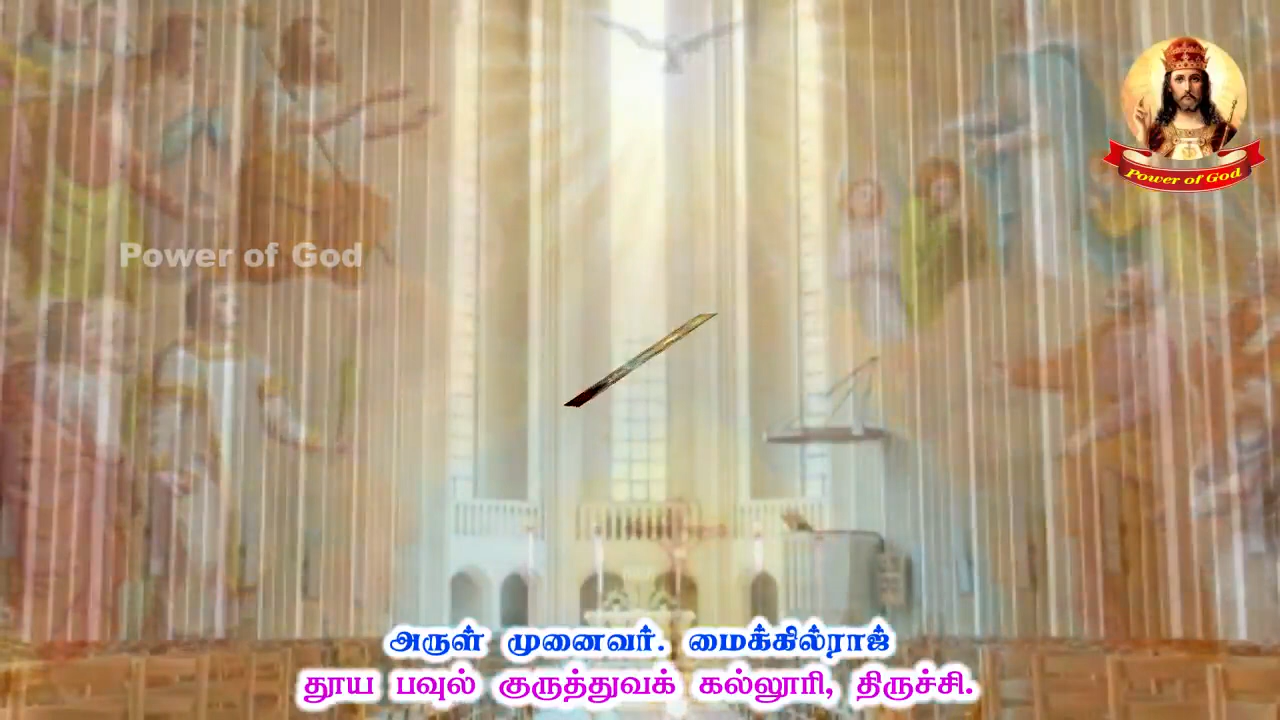 Power of God
Power of God
அருள் முனைவர். மைக்கில்ராஜ்
தூய பவுல் குருத்துவக் கல்லூரி, திருச்சி.